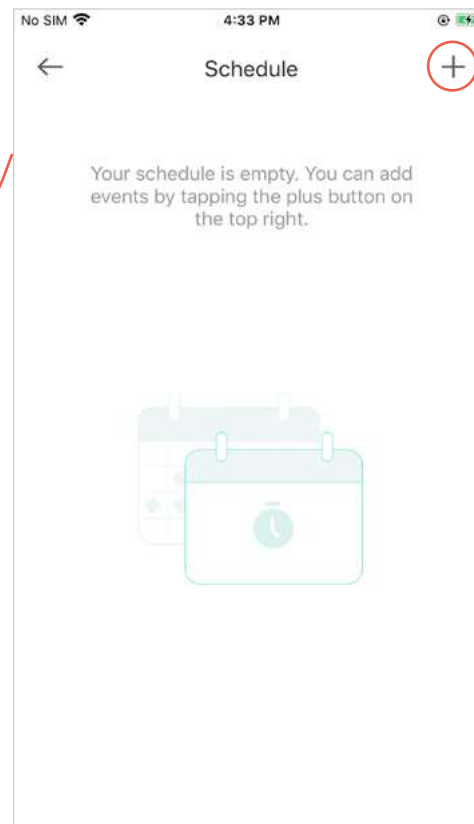 No SIM 4:33 PM
Schedule
Your schedule is empty. You can add
events by tapping the plus button on
the top right.